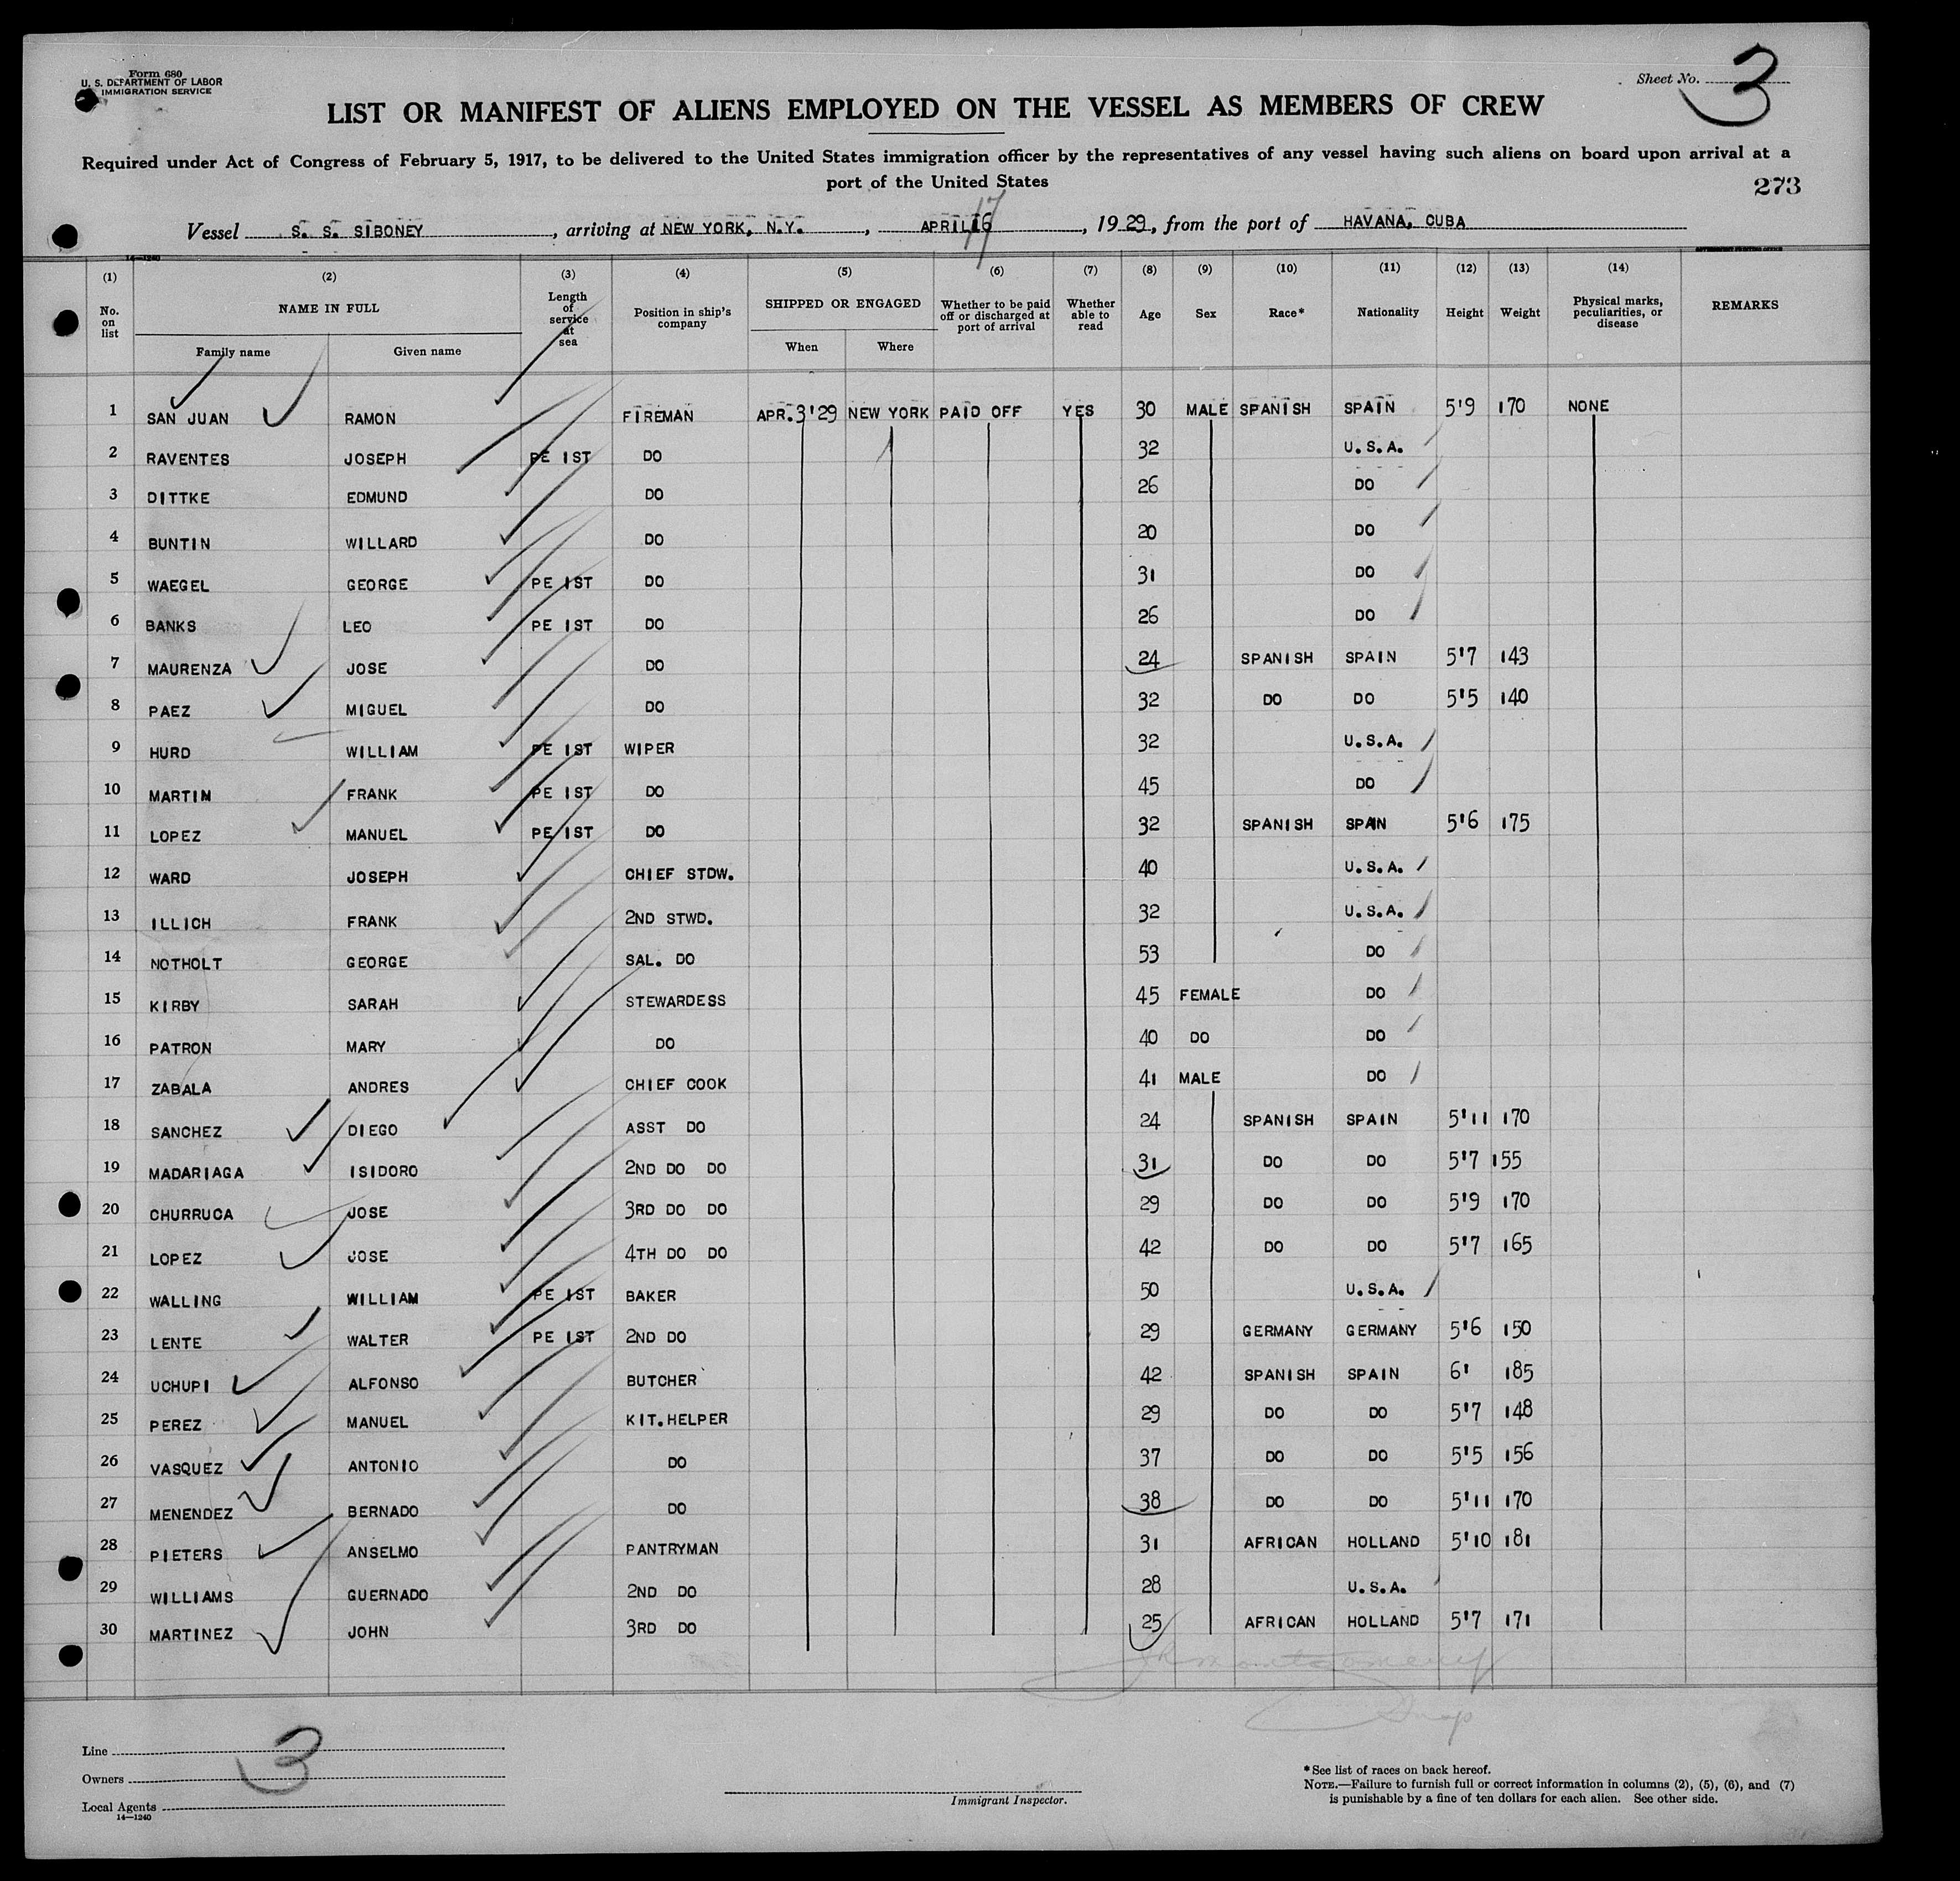 Form 680
U. S. DEPARTMENT OF LABOR
IMMIGRATION SERVICE
Sheet No. 3
LIST OR MANIFEST OF ALIENS EMPLOYED ON THE VESSEL AS MEMBERS OF CREW
Required under Act of Congress of February 5, 1917, to be delivered to the United States immigration officer by the representatives of any vessel having such aliens on board upon arrival at a
port of the United States
273
Vessel S. S. SIBONEY, arriving at NEW YORK, N.Y., APRIL 16 17, 1929, from the port of HAVANA, CUBA
14—1240
(1) (2) (3) (4) (5) (6) (7) (8) (9) (10) (11) (12) (13) (14)
No. on list NAME IN FULL Family name Given name Length of service at sea Position in ship's company SHIPPED OR ENGAGED When Where Whether to be paid off or discharged at port of arrival Whether able to read Age Sex Race* Nationality Height Weight Physical marks, peculiarities, or disease REMARKS
1 SAN JUAN RAMON FIREMAN APR.3'29 NEW YORK PAID OFF YES 30 MALE SPANISH SPAIN 5'9 170 NONE
2 RAVENTES JOSEPH PE IST DO 32 U.S.A.
3 DITTKE EDMUND DO 26 DO
4 BUNTIN WILLARD DO 20 DO
5 WAEGEL GEORGE PE IST DO 31 DO
6 BANKS LEO PE IST DO 26 DO
7 MAURENZA JOSE DO 24 SPANISH SPAIN 5'7 143
8 PAEZ MIGUEL DO 32 DO DO 5'5 140
9 HURD WILLIAM PE IST WIPER 32 U.S.A.
10 MARTIN FRANK PE IST DO 45 DO
11 LOPEZ MANUEL PE IST DO 32 SPANISH SPAIN 5'6 175
12 WARD JOSEPH CHIEF STDW. 40 U.S.A.
13 ILLICH FRANK 2ND STWD. 32 U.S.A.
14 NOTHOLT GEORGE SAL. DO 53 DO
15 KIRBY SARAH STEWARDESS 45 FEMALE DO
16 PATRON MARY DO 40 DO DO
17 ZABALA ANDRES CHIEF COOK 41 MALE DO
18 SANCHEZ DIEGO ASST DO 24 SPANISH SPAIN 5'11 170
19 MADARIAGA ISIDORO 2ND DO DO 31 DO DO 5'7 155
20 CHURRUCA JOSE 3RD DO DO 29 DO DO 5'9 170
21 LOPEZ JOSE 4TH DO DO 42 DO DO 5'7 165
22 WALLING WILLIAM PE IST BAKER 50 U.S.A.
23 LENTE WALTER PE IST 2ND DO 29 GERMANY GERMANY 5'6 150
24 UCHUPI ALFONSO BUTCHER 42 SPANISH SPAIN 6' 185
25 PEREZ MANUEL KIT.HELPER 29 DO DO 5'7 148
26 VASQUEZ ANTONIO DO 37 DO DO 5'5 156
27 MENENDEZ BERNADO DO 38 DO DO 5'11 170
28 PIETERS ANSELMO PANTRYMAN 31 AFRICAN HOLLAND 5'10 181
29 WILLIAMS GUERNADO 2ND DO 28 U.S.A.
30 MARTINEZ JOHN 3RD DO 25 AFRICAN HOLLAND 5'7 171
Line
3
Owners
Local Agents
14—1240
Immigrant Inspector.
*See list of races on back hereof.
NOTE.—Failure to furnish full or correct information in columns (2), (5), (6), and (7)
is punishable by a fine of ten dollars for each alien. See other side.